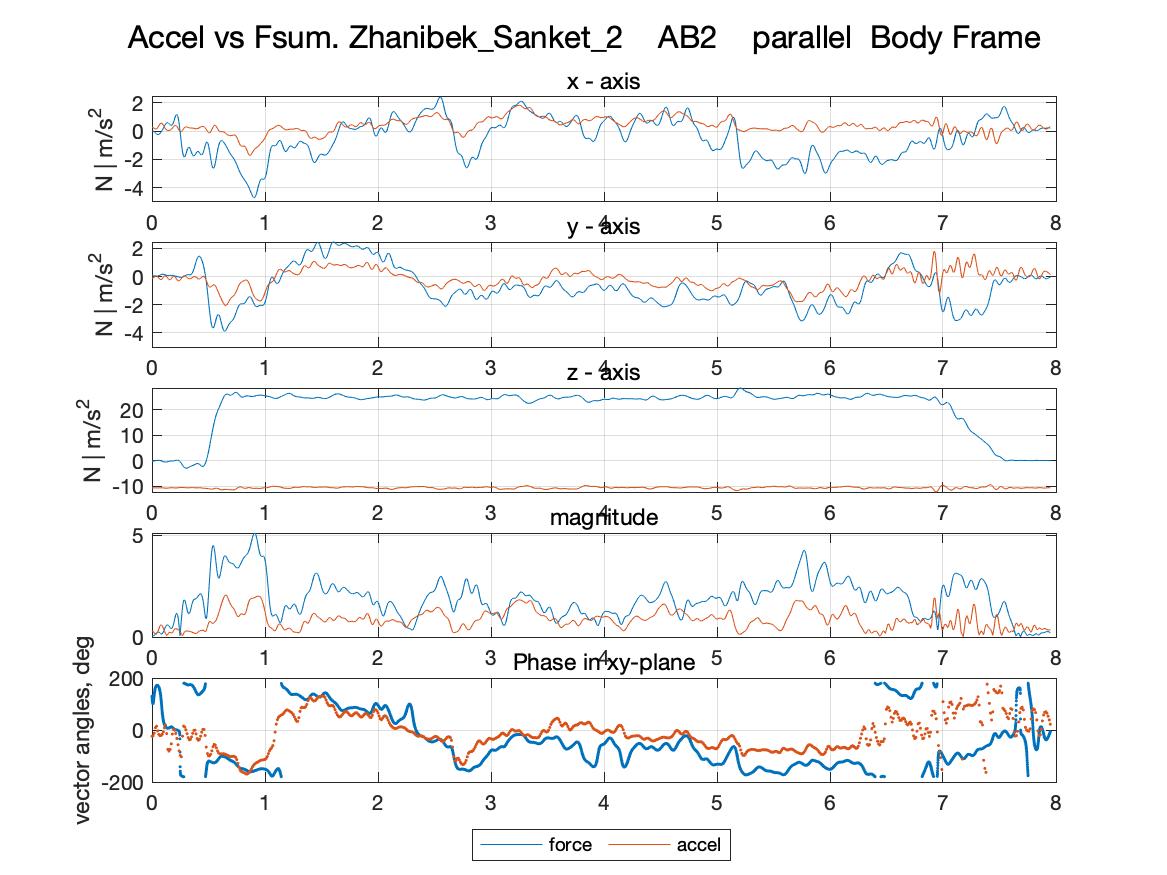 Accel vs Fsum. Zhanibek_Sanket_2 AB2 parallel Body Frame
x - axis
N | m/s²
2
0
-2
-4
0 1 2 3 4 5 6 7 8
y - axis
N | m/s²
2
0
-2
-4
0 1 2 3 4 5 6 7 8
z - axis
N | m/s²
20
10
0
-10
0 1 2 3 4 5 6 7 8
magnitude
5
0
0 1 2 3 4 5 6 7 8
Phase in xy-plane
vector angles, deg
200
0
-200
0 1 2 3 4 5 6 7 8
force accel